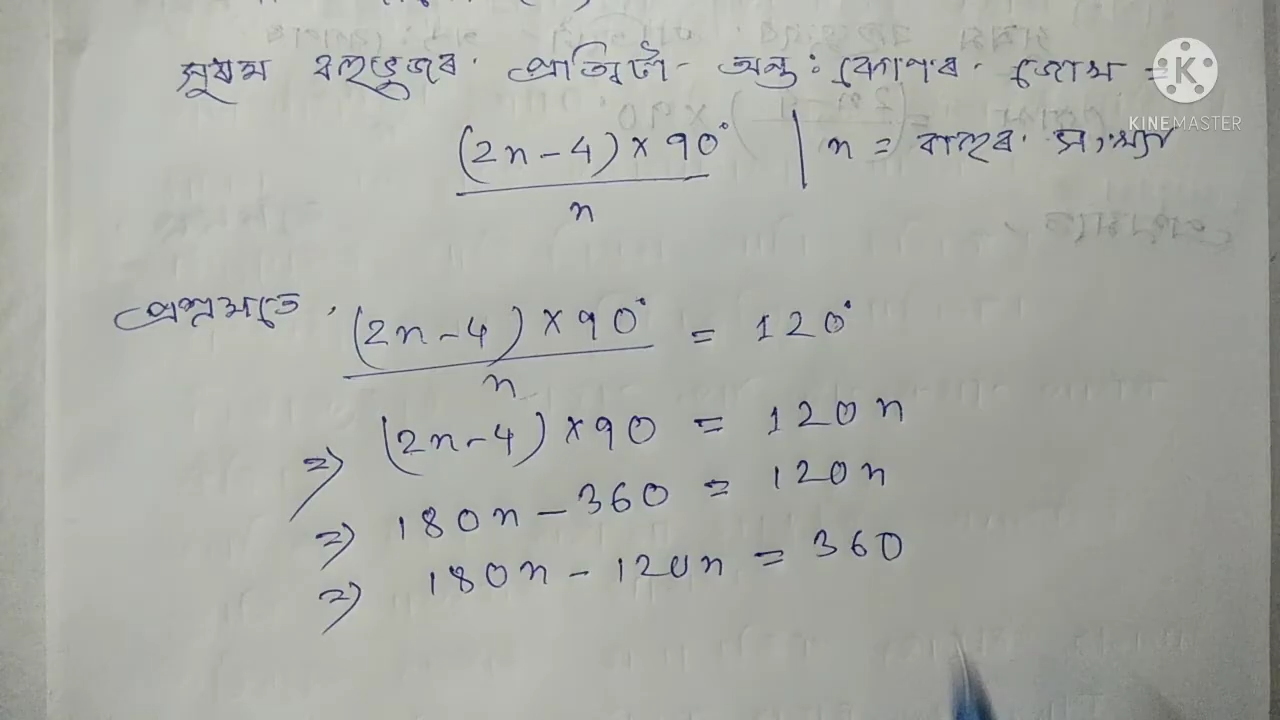 সুষম বহুভুজৰ প্ৰতিটো অন্তঃকোণৰ জোখ =
KINEMASTER
(2n-4) × 90° / n | n = বাহুৰ সংখ্যা
প্ৰশ্নমতে, (2n-4) × 90° / n = 120°
⇒ (2n-4) × 90 = 120n
⇒ 180n - 360 = 120n
⇒ 180n - 120n = 360